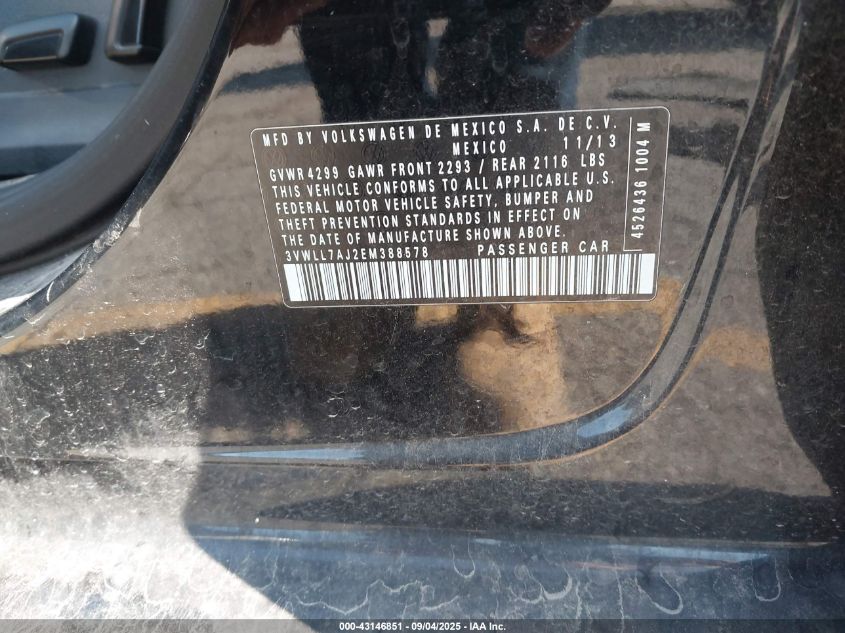 MFD BY VOLKSWAGEN DE MEXICO S.A. DE C.V.
MEXICO 11/13
GVWR 4299 GAWR FRONT 2293 / REAR 2116 LBS
THIS VEHICLE CONFORMS TO ALL APPLICABLE U.S.
FEDERAL MOTOR VEHICLE SAFETY, BUMPER AND
THEFT PREVENTION STANDARDS IN EFFECT ON
THE DATE OF MANUFACTURE SHOWN ABOVE.
3VWLL7AJ2EM388578 PASSENGER CAR
4526436 1004 M
000-43146851 - 09/04/2025 - IAA Inc.